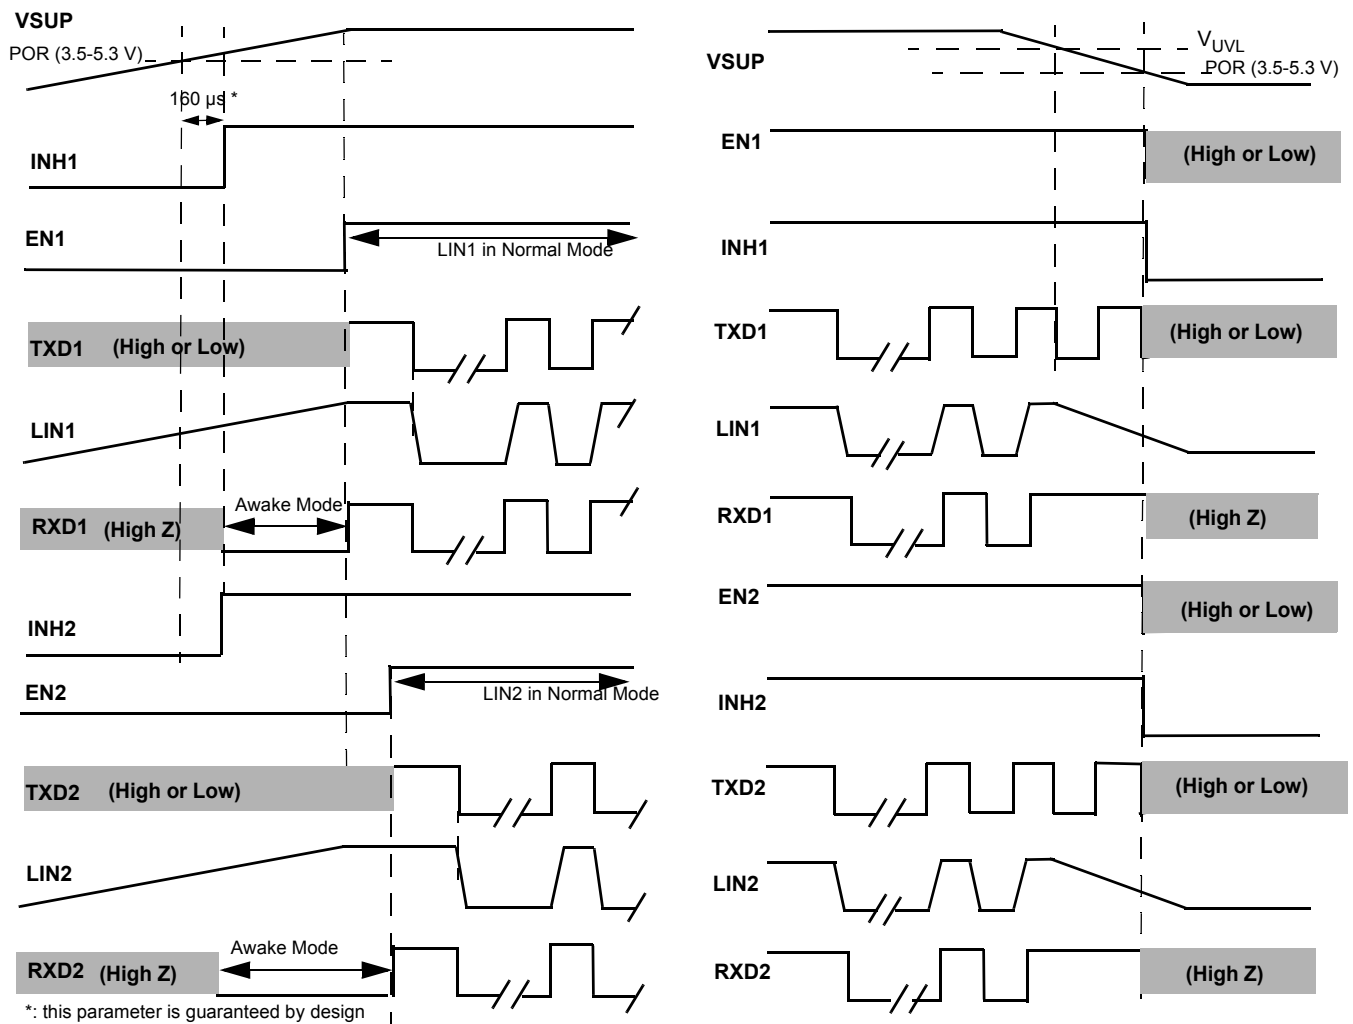 VSUP
POR (3.5-5.3 V)
160 µs *
INH1
EN1
LIN1 in Normal Mode
TXD1 (High or Low)
LIN1
Awake Mode
RXD1 (High Z)
INH2
EN2
LIN2 in Normal Mode
TXD2 (High or Low)
LIN2
Awake Mode
RXD2 (High Z)
*: this parameter is guaranteed by design
VUVL
VSUP
POR (3.5-5.3 V)
EN1
(High or Low)
INH1
TXD1
(High or Low)
LIN1
RXD1
(High Z)
EN2
(High or Low)
INH2
TXD2
(High or Low)
LIN2
RXD2
(High Z)